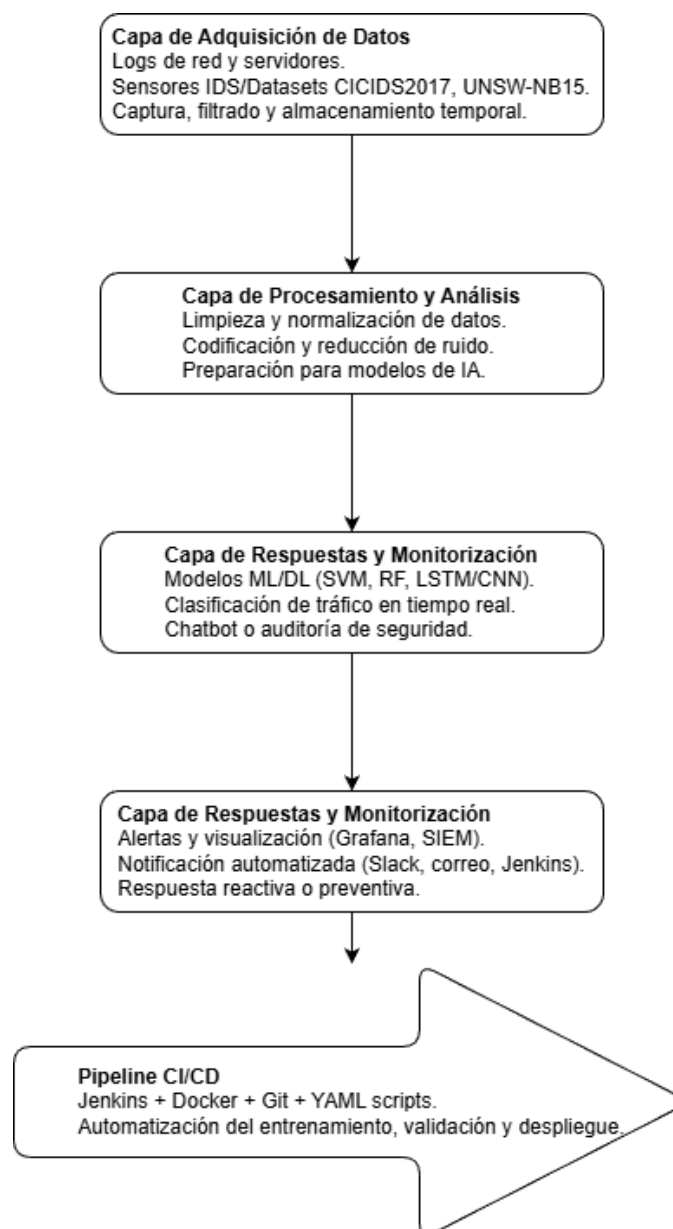 Capa de Adquisición de Datos
Logs de red y servidores.
Sensores IDS/Datasets CICIDS2017, UNSW-NB15.
Captura, filtrado y almacenamiento temporal.
Capa de Procesamiento y Análisis
Limpieza y normalización de datos.
Codificación y reducción de ruido.
Preparación para modelos de IA.
Capa de Respuestas y Monitorización
Modelos ML/DL (SVM, RF, LSTM/CNN).
Clasificación de tráfico en tiempo real.
Chatbot o auditoría de seguridad.
Capa de Respuestas y Monitorización
Alertas y visualización (Grafana, SIEM).
Notificación automatizada (Slack, correo, Jenkins).
Respuesta reactiva o preventiva.
Pipeline CI/CD
Jenkins + Docker + Git + YAML scripts.
Automatización del entrenamiento, validación y despliegue.